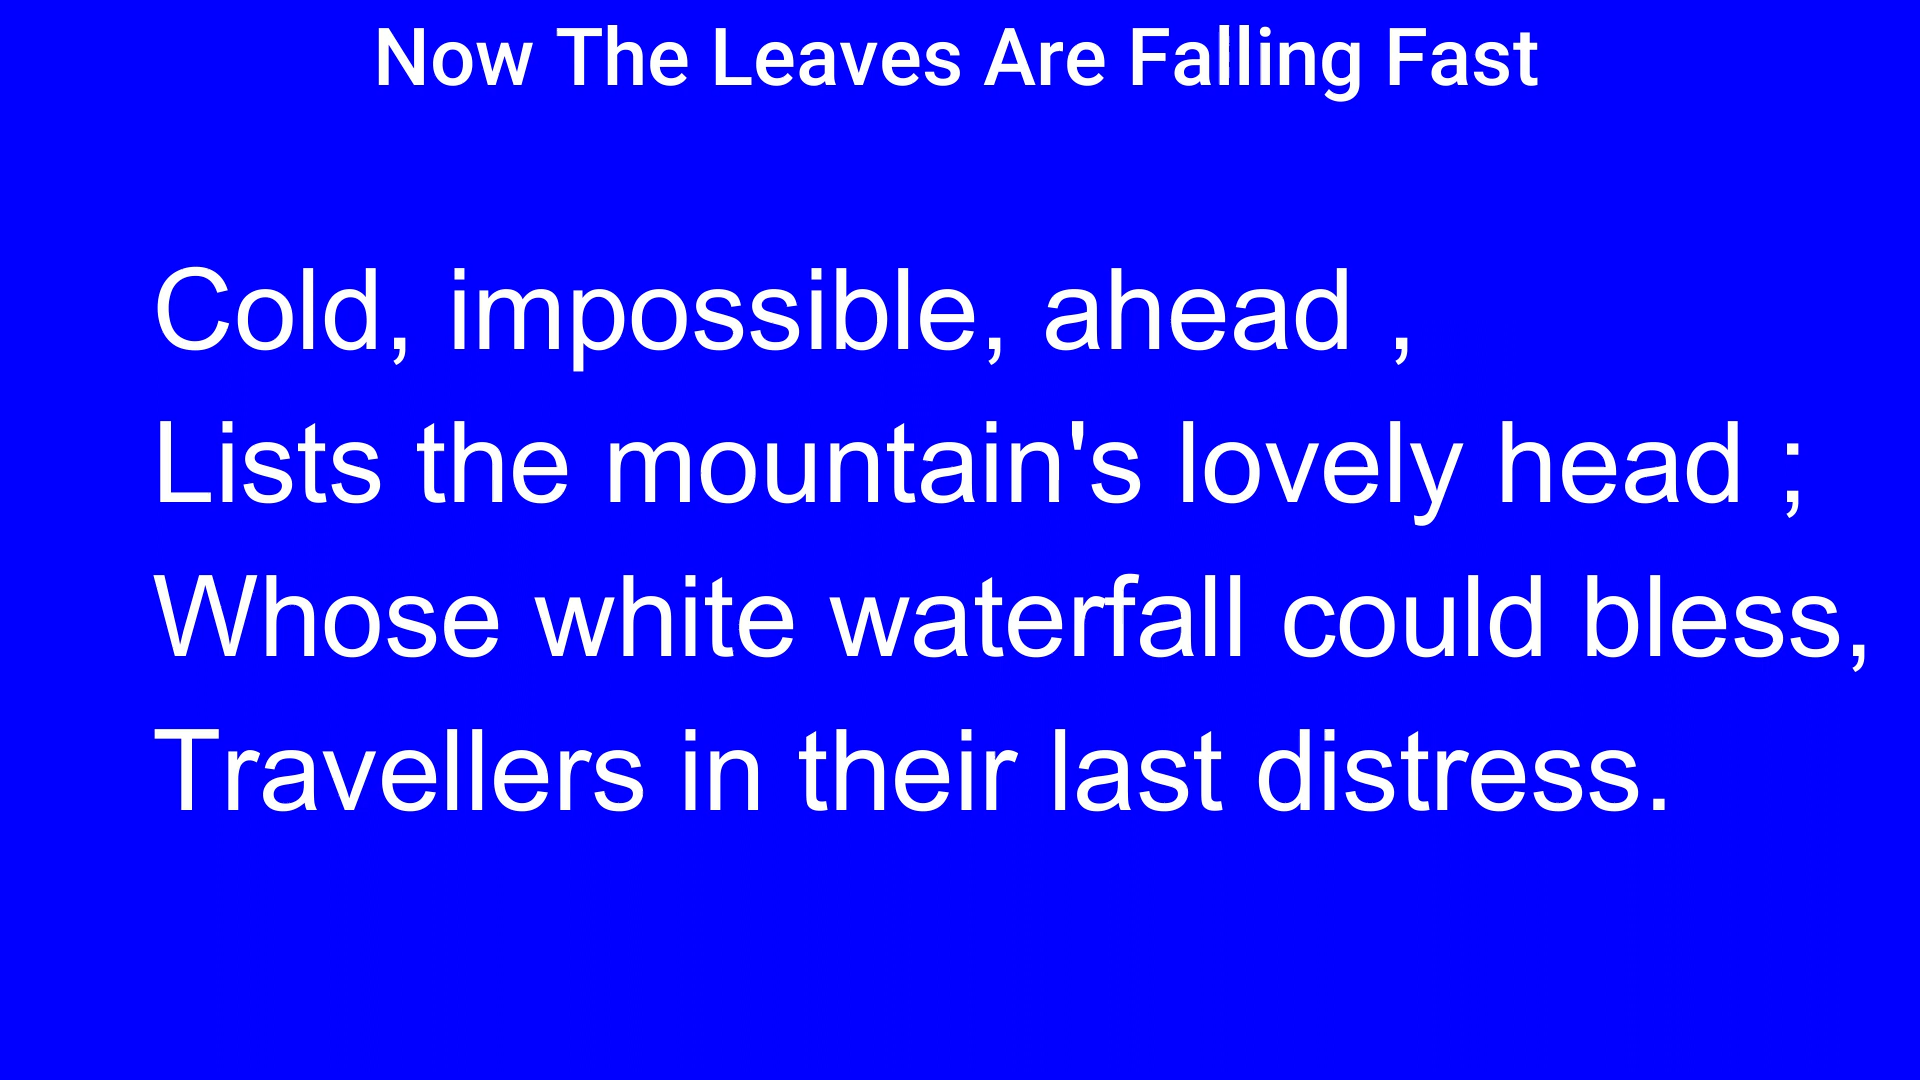 Now The Leaves Are Falling Fast
Cold, impossible, ahead ,
Lists the mountain's lovely head ;
Whose white waterfall could bless,
Travellers in their last distress.